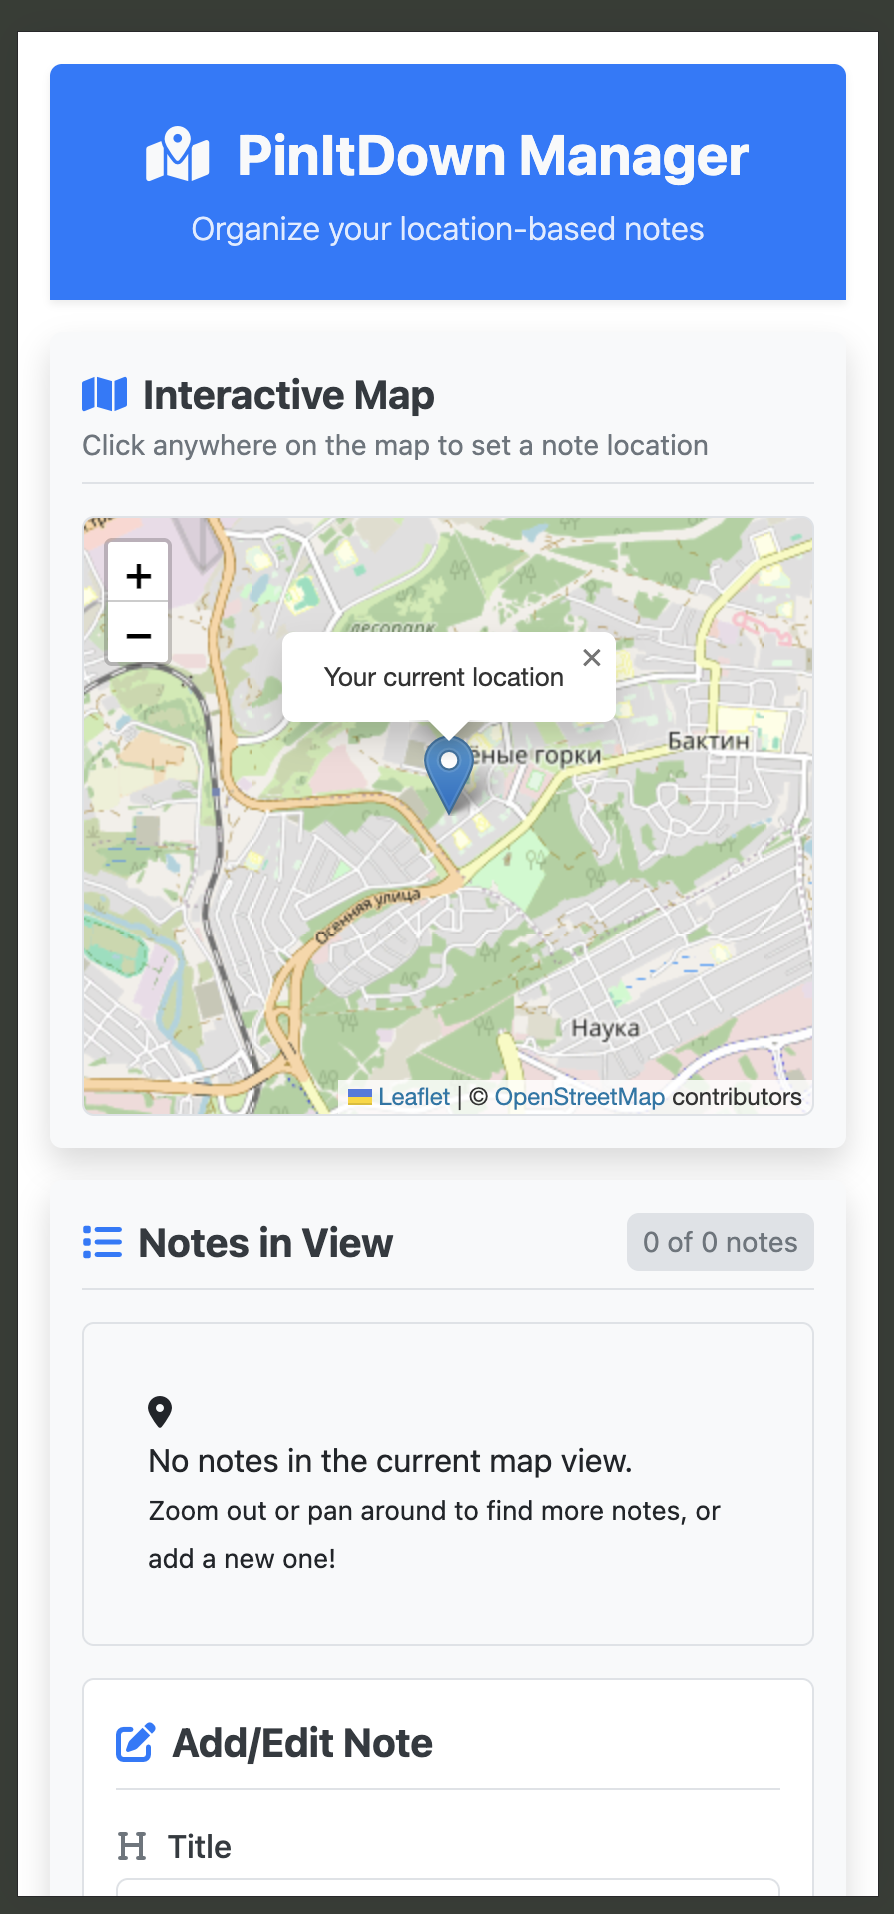 PinItDown Manager
Organize your location-based notes
Interactive Map
Click anywhere on the map to set a note location
+
−
лесопарк
Your current location ×
ёные горки
Бактин
Осенняя улица
Наука
Leaflet | © OpenStreetMap contributors
Notes in View
0 of 0 notes
No notes in the current map view.
Zoom out or pan around to find more notes, or
add a new one!
Add/Edit Note
Title